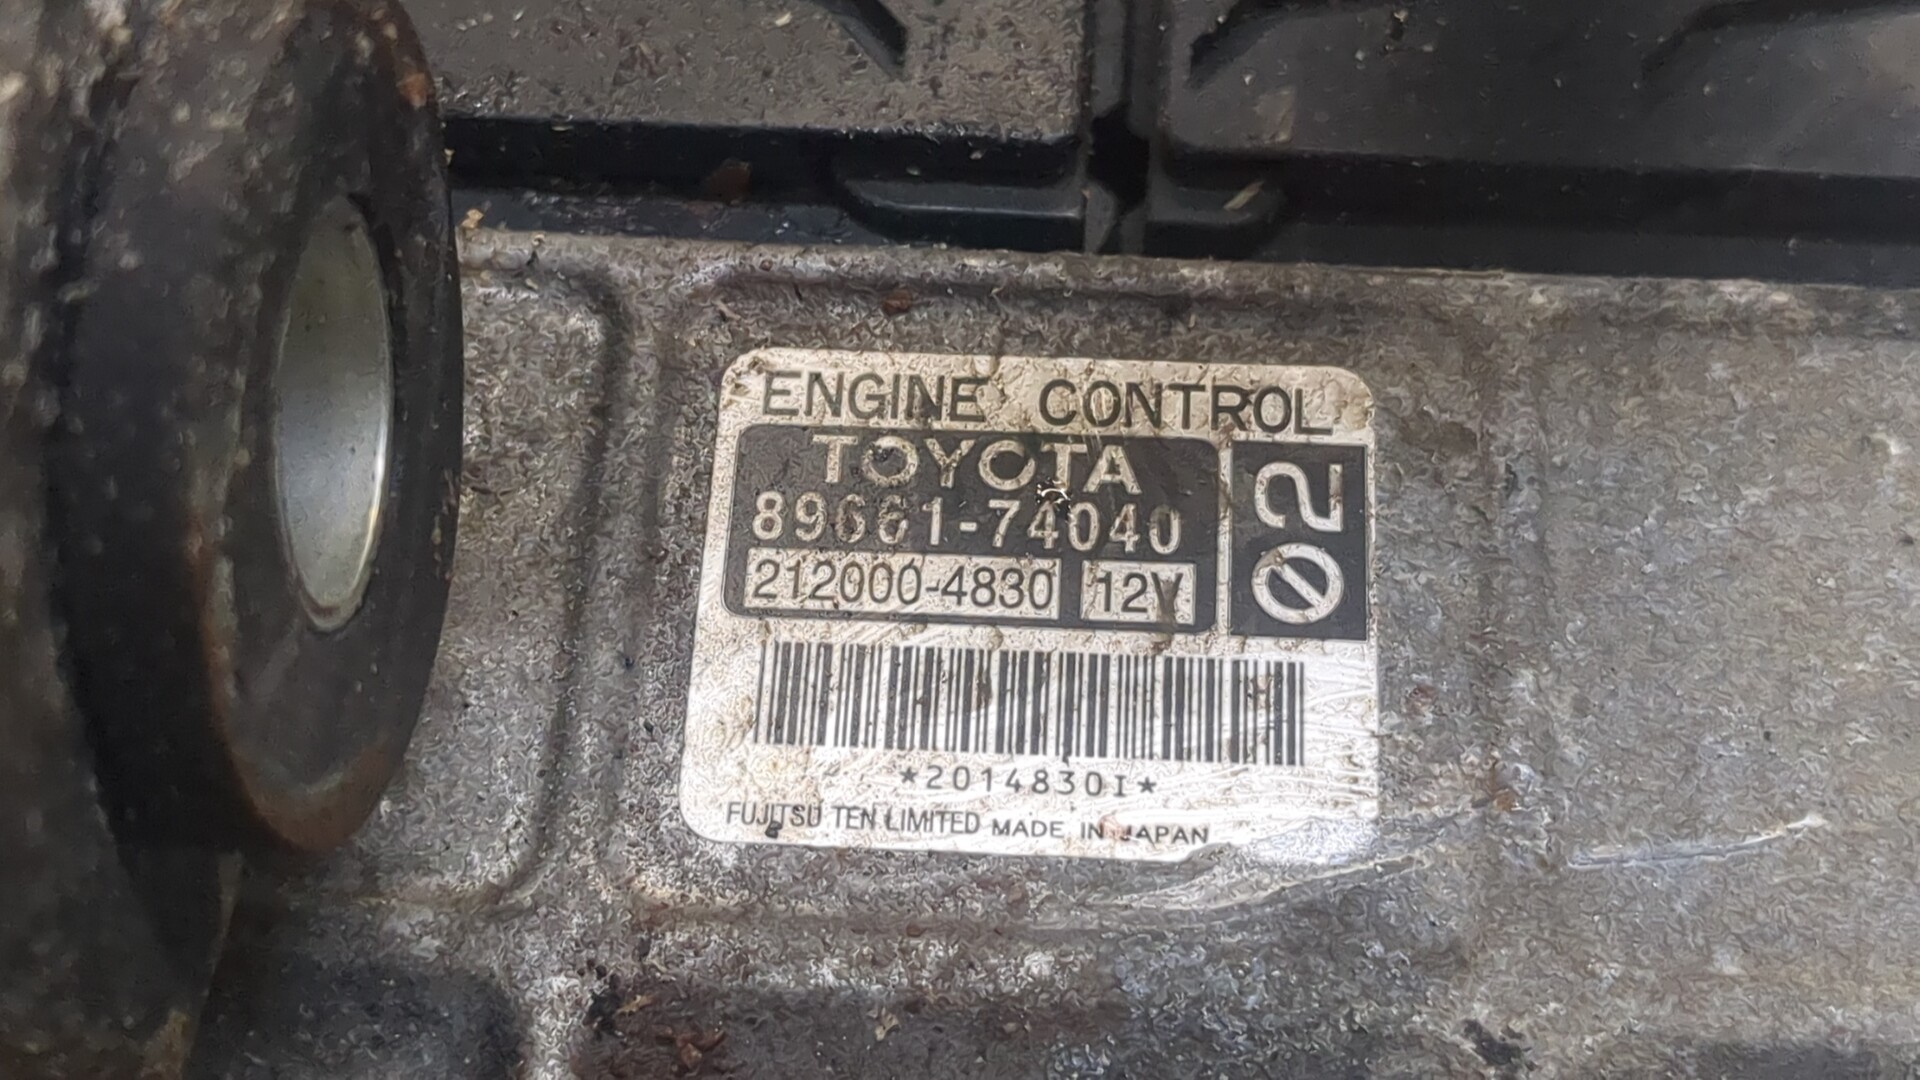 ENGINE CONTROL
TOYOTA
89661-74040
212000-4830 12V
02
*2014830I*
FUJITSU TEN LIMITED MADE IN JAPAN